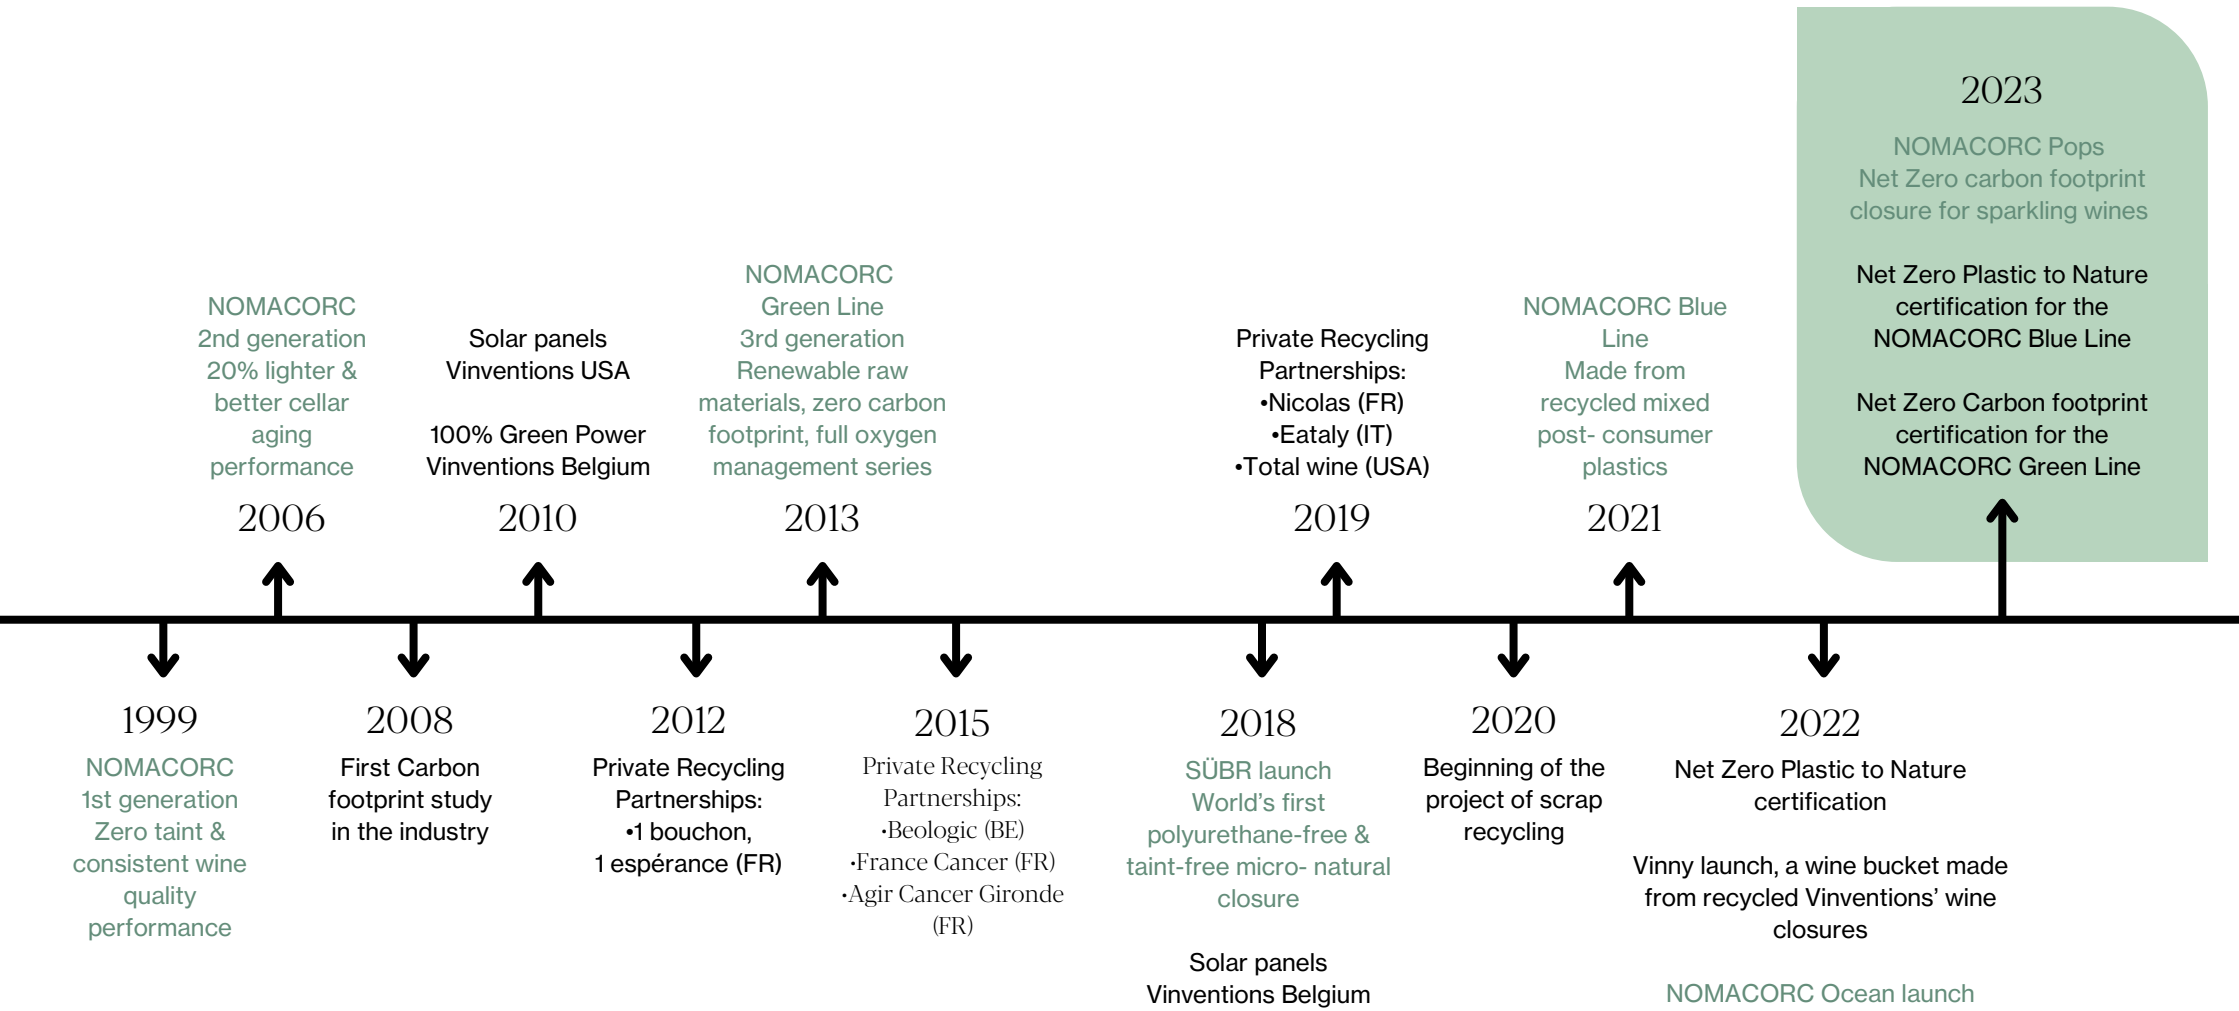 2023
NOMACORC Pops
Net Zero carbon footprint
closure for sparkling wines
Net Zero Plastic to Nature
certification for the
NOMACORC Blue Line
Net Zero Carbon footprint
certification for the
NOMACORC Green Line
NOMACORC
2nd generation
20% lighter &
better cellar
aging
performance
2006
Solar panels
Vinventions USA
100% Green Power
Vinventions Belgium
2010
NOMACORC
Green Line
3rd generation
Renewable raw
materials, zero carbon
footprint, full oxygen
management series
2013
Private Recycling
Partnerships:
•Nicolas (FR)
•Eataly (IT)
•Total wine (USA)
2019
NOMACORC Blue
Line
Made from
recycled mixed
post- consumer
plastics
2021
1999
NOMACORC
1st generation
Zero taint &
consistent wine
quality
performance
2008
First Carbon
footprint study
in the industry
2012
Private Recycling
Partnerships:
•1 bouchon,
1 espérance (FR)
2015
Private Recycling
Partnerships:
•Beologic (BE)
•France Cancer (FR)
•Agir Cancer Gironde
(FR)
2018
SÜBR launch
World’s first
polyurethane-free &
taint-free micro- natural
closure
Solar panels
Vinventions Belgium
2020
Beginning of the
project of scrap
recycling
2022
Net Zero Plastic to Nature
certification
Vinny launch, a wine bucket made
from recycled Vinventions’ wine
closures
NOMACORC Ocean launch